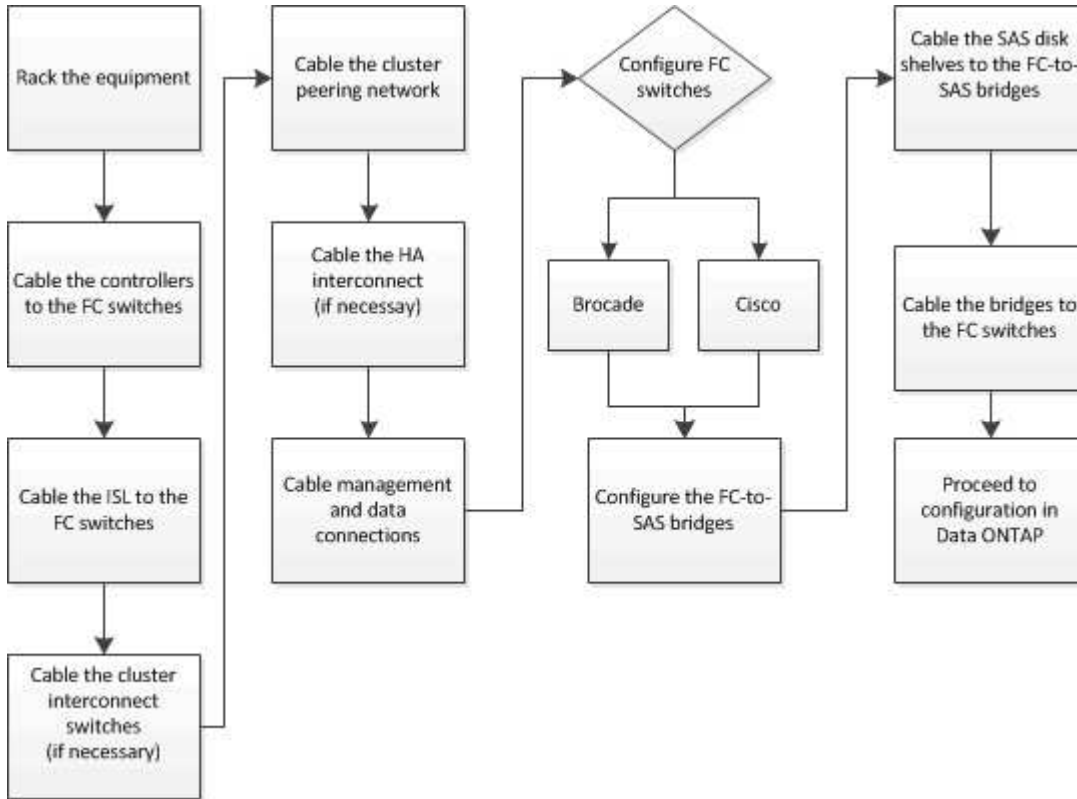 Rack the equipment
Cable the controllers
to the FC switches
Cable the ISL to the
FC switches
Cable the cluster
interconnect
switches
(if necessary)
Cable the cluster
peering network
Cable the HA
interconnect
(if necessay)
Cable management
and data
connections
Configure FC
switches
Brocade
Cisco
Configure the FC-to-
SAS bridges
Cable the SAS disk
shelves to the FC-to-
SAS bridges
Cable the bridges to
the FC switches
Proceed to
configuration in
Data ONTAP